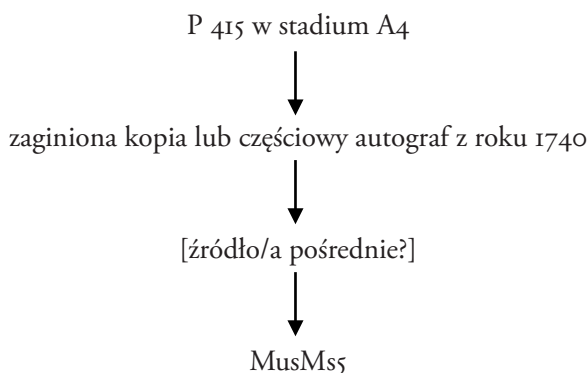 P 415 w stadium A4
zaginiona kopia lub częściowy autograf z roku 1740
[źródło/a pośrednie?]
MusMs5